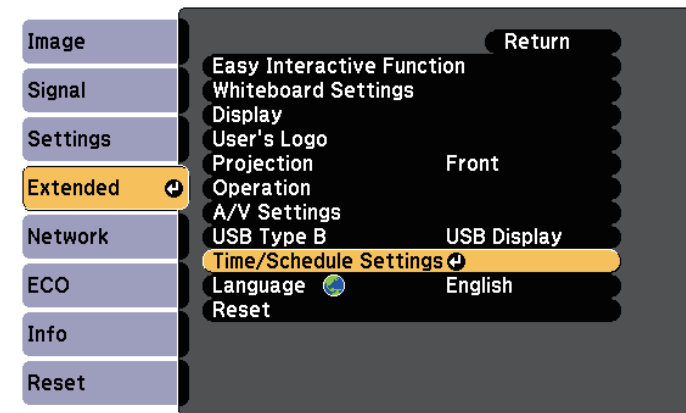 Image
Signal
Settings
Extended
Network
ECO
Info
Reset
Return
Easy Interactive Function
Whiteboard Settings
Display
User's Logo
Projection Front
Operation
A/V Settings
USB Type B USB Display
Time/Schedule Settings
Language English
Reset